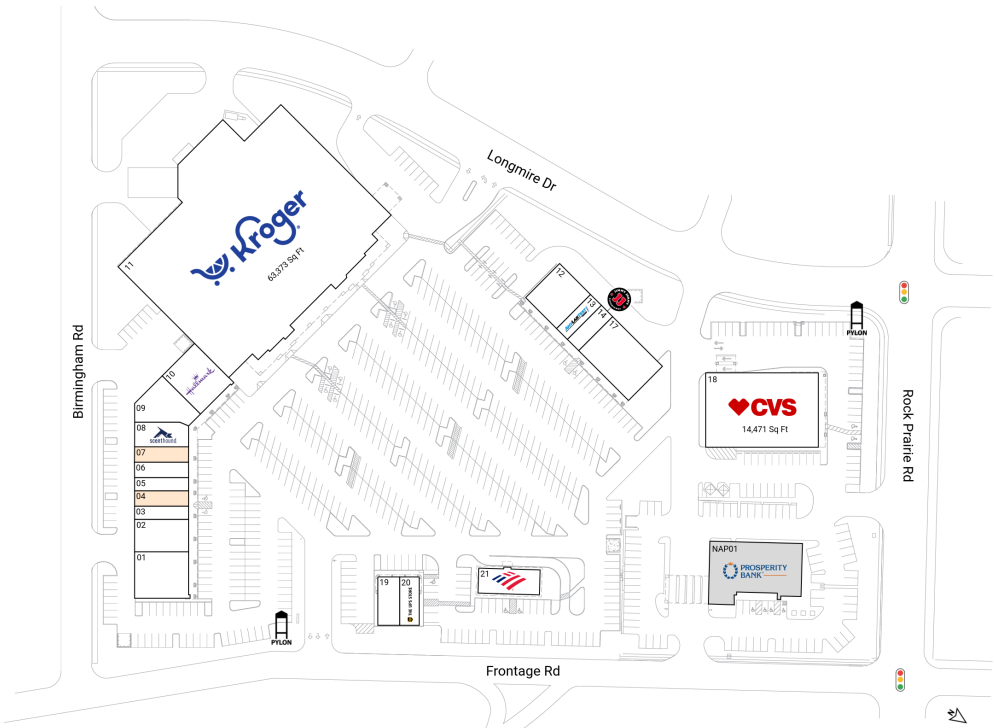 Longmire Dr
Kroger
63,373 Sq Ft
11
12
13
14
17
PYLON
Birmingham Rd
10
Hallmark
09
08
scenthound
07
06
05
04
03
02
01
18
CVS
14,471 Sq Ft
Rock Prairie Rd
NAP01
PROSPERITY
BANK
19
20
THE UPS STORE
21
PYLON
Frontage Rd
N